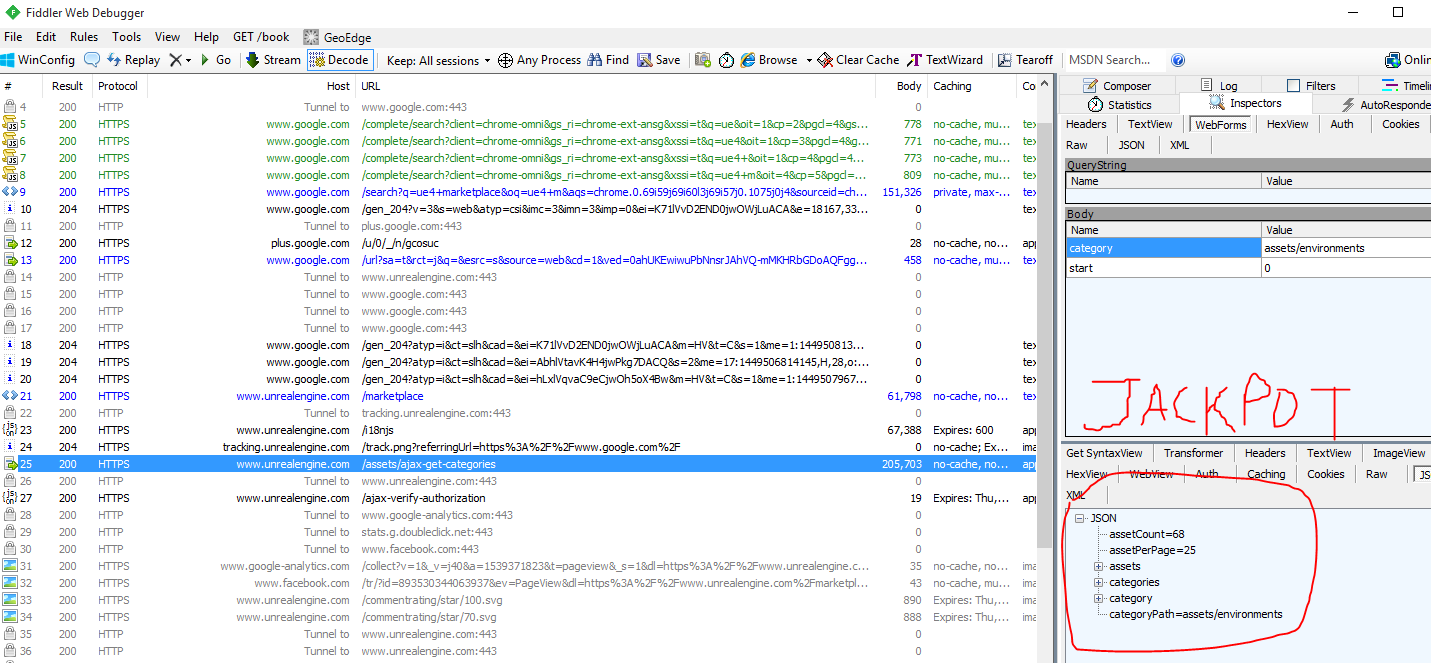 Fiddler Web Debugger
File Edit Rules Tools View Help GET /book GeoEdge
WinConfig Replay Go Stream Decode Keep: All sessions Any Process Find Save Browse Clear Cache TextWizard Tearoff MSDN Search... Onlin
# Result Protocol Host URL Body Caching Co
4 200 HTTP Tunnel to www.google.com:443 0
5 200 HTTPS www.google.com /complete/search?client=chrome-omni&gs_ri=chrome-ext-ansg&xssi=t&q=ue&oit=1&cp=2&pgcl=4&gs... 778 no-cache, mu... tex
6 200 HTTPS www.google.com /complete/search?client=chrome-omni&gs_ri=chrome-ext-ansg&xssi=t&q=ue4&oit=1&cp=3&pgcl=4... 771 no-cache, mu... tex
7 200 HTTPS www.google.com /complete/search?client=chrome-omni&gs_ri=chrome-ext-ansg&xssi=t&q=ue4++&oit=1&cp=4&pgcl=4... 773 no-cache, mu... tex
8 200 HTTPS www.google.com /complete/search?client=chrome-omni&gs_ri=chrome-ext-ansg&xssi=t&q=ue4+m&oit=4&cp=5&pgcl=... 809 no-cache, mu... tex
9 200 HTTPS www.google.com /search?q=ue4+marketplace&oq=ue4+m&aqs=chrome.0.69i59j69i60l3j69i57j0.1075j0j4&sourceid=ch... 151,326 private, max-... tex
10 204 HTTPS www.google.com /gen_204?v=3&s=web&atyp=csi&imc=3&imn=3&imp=0&ei=K71lVvD2END0jwOWjLuACA&e=18167,33... 0 tex
11 200 HTTP Tunnel to plus.google.com:443 0
12 200 HTTPS plus.google.com /u/0/_/n/gcosuc 28 no-cache, no... app
13 200 HTTPS www.google.com /url?sa=t&rct=j&q=&esrc=s&source=web&cd=1&ved=0ahUKEwiwuPbNnsrJAhVQ-mMKHRbGDoAQFgg... 458 no-cache, mu... tex
14 200 HTTP Tunnel to www.unrealengine.com:443 0
15 200 HTTP Tunnel to www.google.com:443 0
16 200 HTTP Tunnel to www.google.com:443 0
17 200 HTTP Tunnel to www.google.com:443 0
18 204 HTTPS www.google.com /gen_204?atyp=i&ct=slh&cad=&ei=K71lVvD2END0jwOWjLuACA&m=HV&t=C&s=1&me=1:144950813... 0 tex
19 204 HTTPS www.google.com /gen_204?atyp=i&ct=slh&cad=&ei=AbhlVtavK4H4jwPkg7DACQ&s=2&me=17:1449506814145,H,28,o:... 0 tex
20 204 HTTPS www.google.com /gen_204?atyp=i&ct=slh&cad=&ei=hLxlVqvaC9eCjwOh5oX4Bw&m=HV&t=C&s=1&me=1:1449507967... 0 tex
21 200 HTTPS www.unrealengine.com /marketplace 61,798 no-cache, no... tex
22 200 HTTP Tunnel to tracking.unrealengine.com:443 0
23 200 HTTPS www.unrealengine.com /i18njs 67,388 Expires: 600 app
24 204 HTTPS tracking.unrealengine.com /track.png?referringUrl=https%3A%2F%2Fwww.google.com%2F 0 no-cache; Ex... ima
25 200 HTTPS www.unrealengine.com /assets/ajax-get-categories 205,703 no-cache, no... app
26 200 HTTP Tunnel to www.unrealengine.com:443 0
27 200 HTTPS www.unrealengine.com /ajax-verify-authorization 19 Expires: Thu,... app
28 200 HTTP Tunnel to www.google-analytics.com:443 0
29 200 HTTP Tunnel to stats.g.doubleclick.net:443 0
30 200 HTTP Tunnel to www.facebook.com:443 0
31 200 HTTPS www.google-analytics.com /collect?v=1&_v=j40&a=1539371823&t=pageview&_s=1&dl=https%3A%2F%2Fwww.unrealengine.c... 35 no-cache, no... ima
32 200 HTTPS www.facebook.com /tr/?id=893530344063937&ev=PageView&dl=https%3A%2F%2Fwww.unrealengine.com%2Fmarketpl... 43 no-cache, mu... ima
33 200 HTTPS www.unrealengine.com /commentrating/star/100.svg 890 Expires: Thu,... ima
34 200 HTTPS www.unrealengine.com /commentrating/star/70.svg 888 Expires: Thu,... ima
35 200 HTTP Tunnel to www.unrealengine.com:443 0
36 200 HTTP Tunnel to www.unrealengine.com:443 0
Composer Log Filters Timelin
Statistics Inspectors AutoResponde
Headers TextView WebForms HexView Auth Cookies
Raw JSON XML
QueryString
Name Value
Body
Name Value
category assets/environments
start 0
JACKPOT
Get SyntaxView Transformer Headers TextView ImageView
HexView WebView Auth Caching Cookies Raw JS
XML
JSON
assetCount=68
assetPerPage=25
assets
categories
category
categoryPath=assets/environments